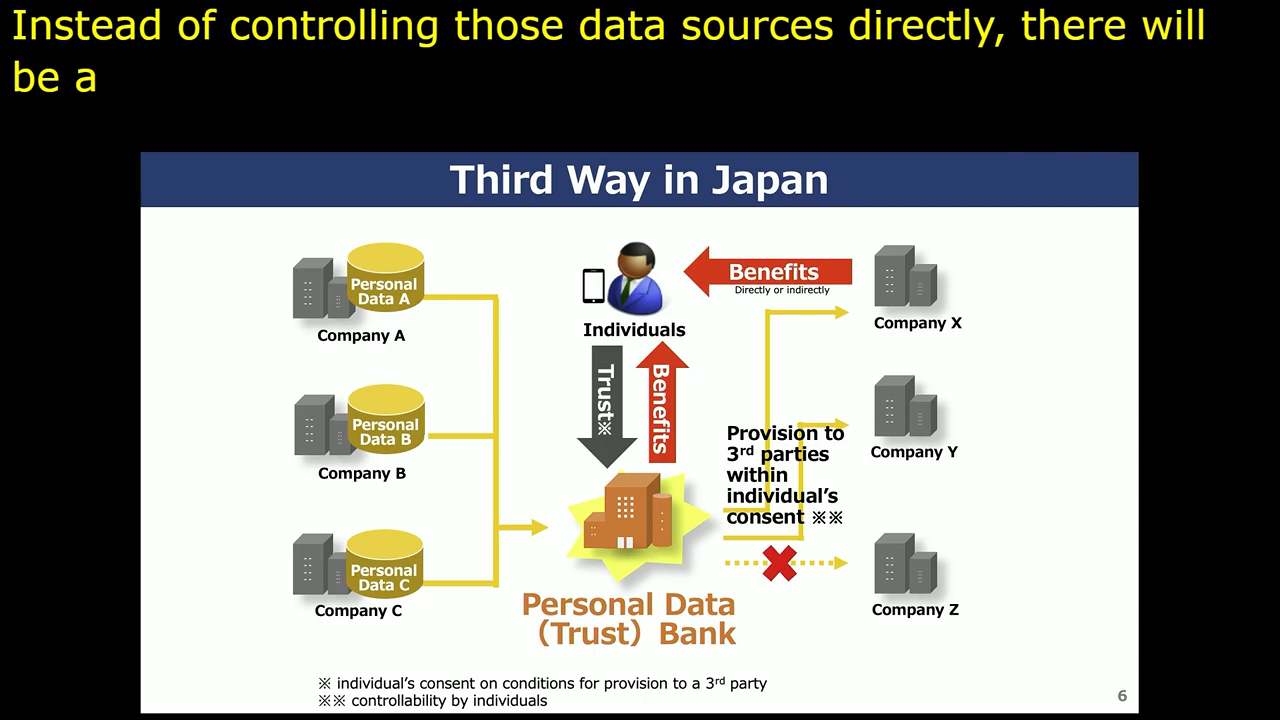 Instead of controlling those data sources directly, there will
be a
Third Way in Japan
Personal
Data A
Company A
Personal
Data B
Company B
Personal
Data C
Company C
Individuals
Benefits
Directly or indirectly
Trust※
Benefits
Personal Data
（Trust）Bank
Provision to
3rd parties
within
individual’s
consent ※※
Company X
Company Y
Company Z
※ individual’s consent on conditions for provision to a 3rd party
※※ controllability by individuals
6